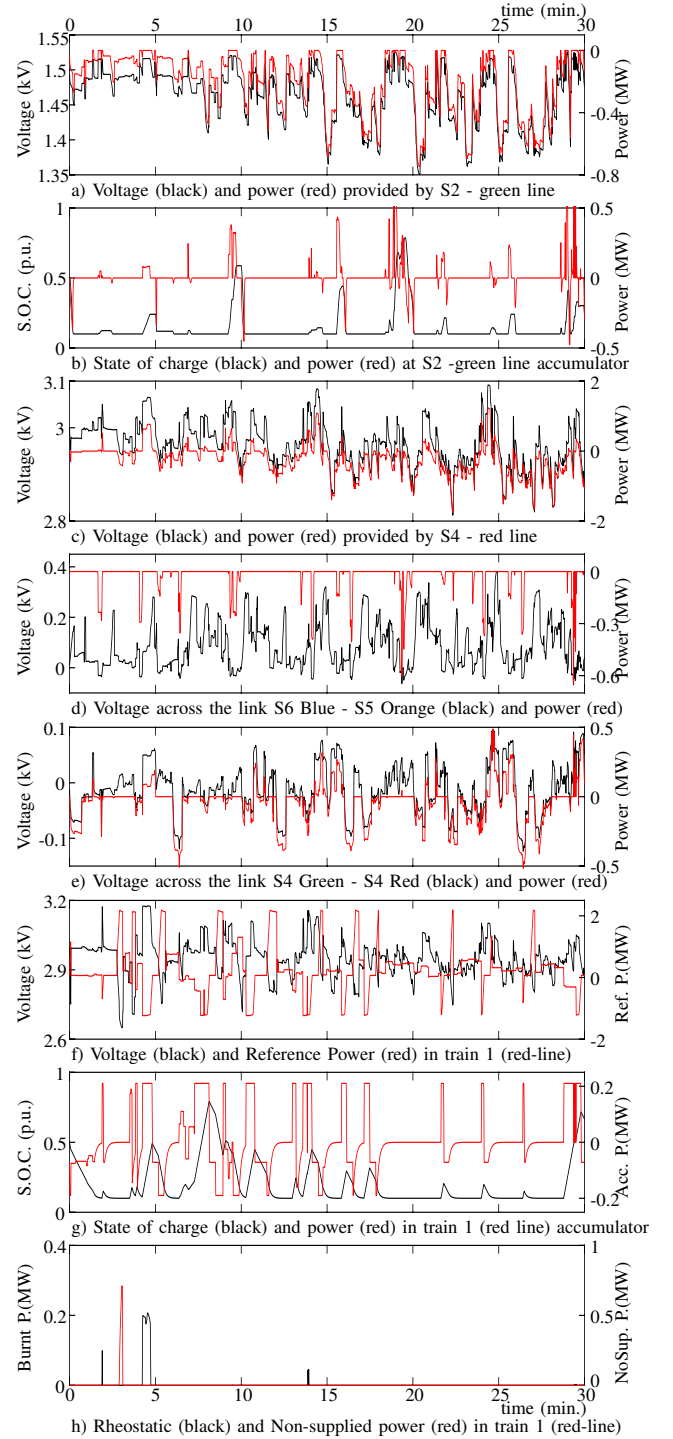 time (min.)
0 5 10 15 20 25 30
1.55
1.5
1.45
1.4
1.35
Voltage (kV)
0
-0.4
-0.8
Power (MW)
a) Voltage (black) and power (red) provided by S2 - green line
1
0.5
0
S.O.C. (p.u.)
0.5
0
-0.5
Power (MW)
b) State of charge (black) and power (red) at S2 -green line accumulator
3.1
3
2.8
Voltage (kV)
2
1
0
-1
-2
Power (MW)
c) Voltage (black) and power (red) provided by S4 - red line
0.4
0.2
0
Voltage (kV)
0
-0.3
-0.6
Power (MW)
d) Voltage across the link S6 Blue - S5 Orange (black) and power (red)
0.1
0
-0.1
Voltage (kV)
0.5
0
-0.5
Power (MW)
e) Voltage across the link S4 Green - S4 Red (black) and power (red)
3.2
2.9
2.6
Voltage (kV)
2
0
-2
Ref. P.(MW)
f) Voltage (black) and Reference Power (red) in train 1 (red-line)
1
0.5
0
S.O.C. (p.u.)
0.2
0
-0.2
Acc. P.(MW)
g) State of charge (black) and power (red) in train 1 (red line) accumulator
0.4
0.2
0
Burnt P.(MW)
1
0.5
0
NoSup. P.(MW)
0 5 10 15 20 25 30
time (min.)
h) Rheostatic (black) and Non-supplied power (red) in train 1 (red-line)